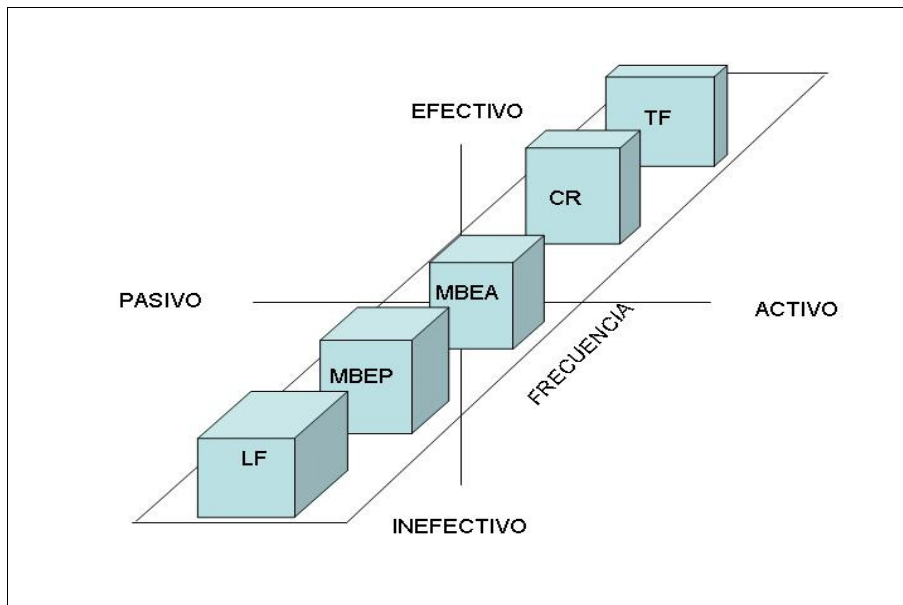 TF
EFECTIVO
CR
MBEA
PASIVO
ACTIVO
FRECUENCIA
MBEP
LF
INEFECTIVO